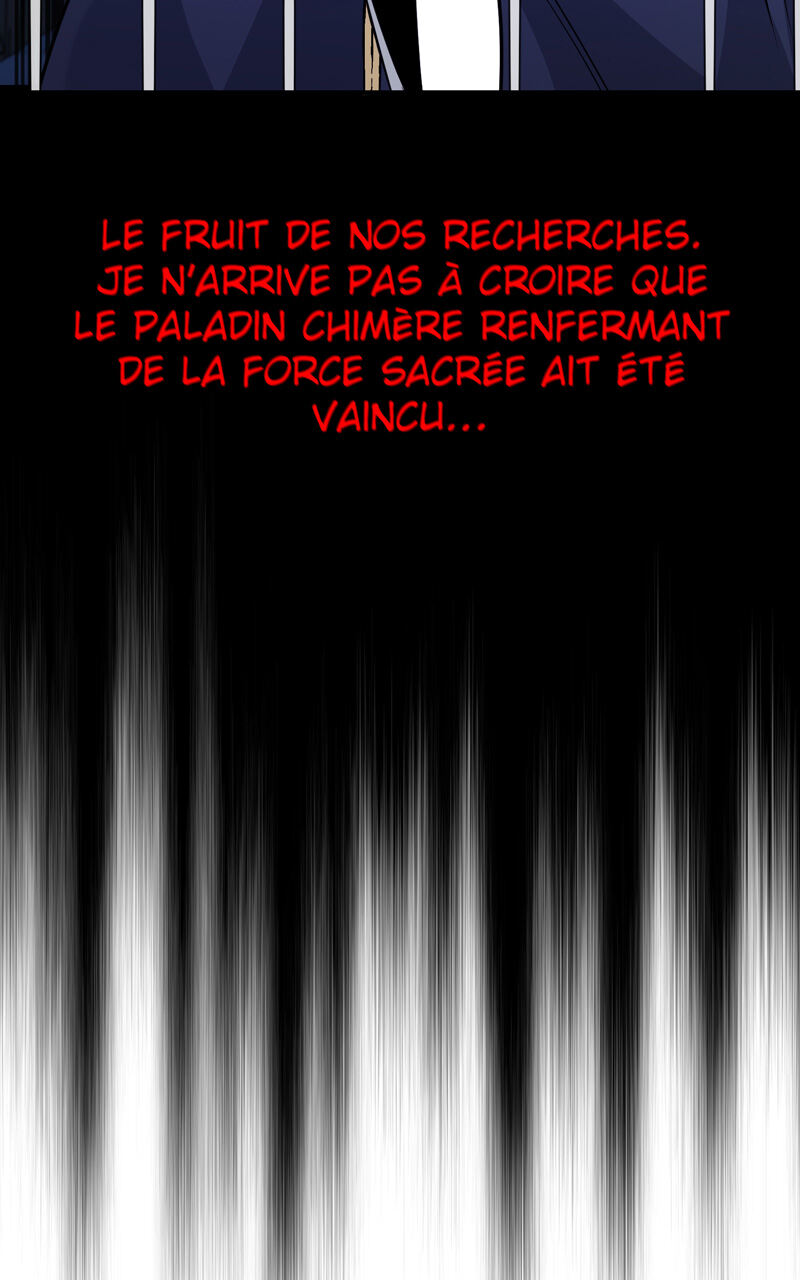 LE FRUIT DE NOS RECHERCHES.
JE N'ARRIVE PAS À CROIRE QUE
LE PALADIN CHIMÈRE RENFERMANT
DE LA FORCE SACRÉE AIT ÉTÉ
VAINCU...